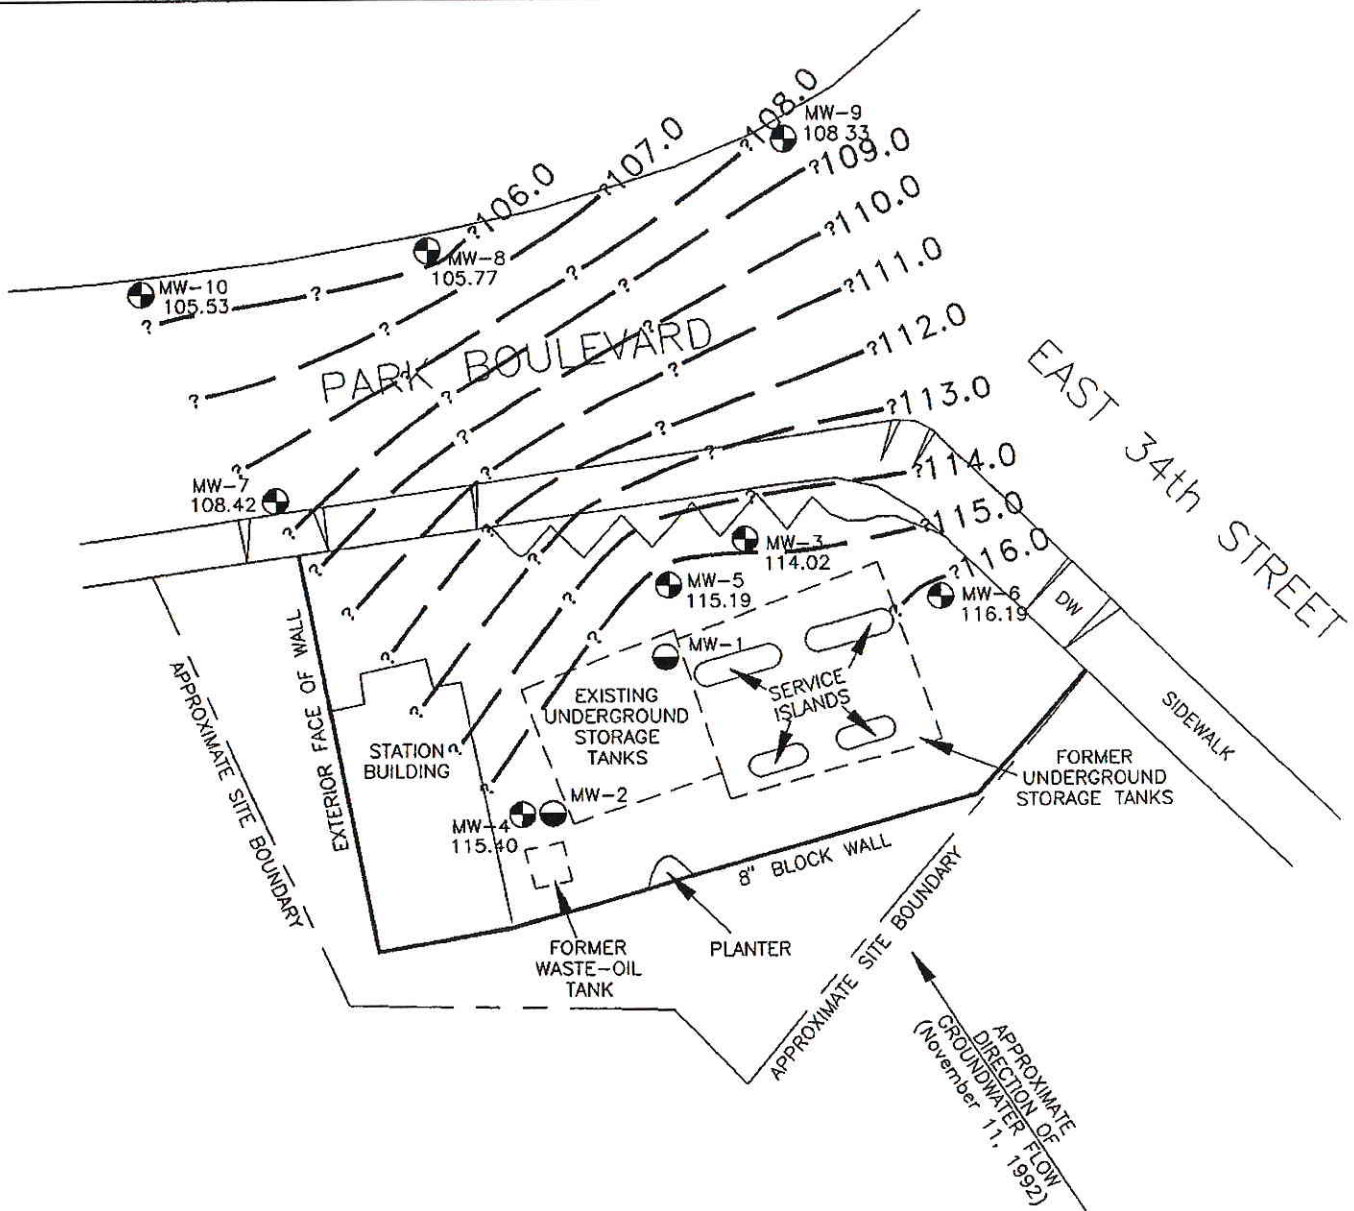 108.0
MW-9
108 33
107.0
109.0
106.0
110.0
MW-8
105.77
111.0
MW-10
105.53
112.0
PARK BOULEVARD
113.0
EAST 34th STREET
114.0
MW-7
108.42
115.0
MW-3
114.02
116.0
MW-5
115.19
MW-6
116.19
DW
MW-1
SERVICE
ISLANDS
EXISTING
UNDERGROUND
STORAGE
TANKS
SIDEWALK
EXTERIOR FACE OF WALL
APPROXIMATE SITE BOUNDARY
STATION
BUILDING
FORMER
UNDERGROUND
STORAGE TANKS
MW-2
MW-4
115.40
8" BLOCK WALL
FORMER
WASTE-OIL
TANK
PLANTER
APPROXIMATE SITE BOUNDARY
APPROXIMATE
DIRECTION OF
GROUNDWATER FLOW
(November 11, 1992)